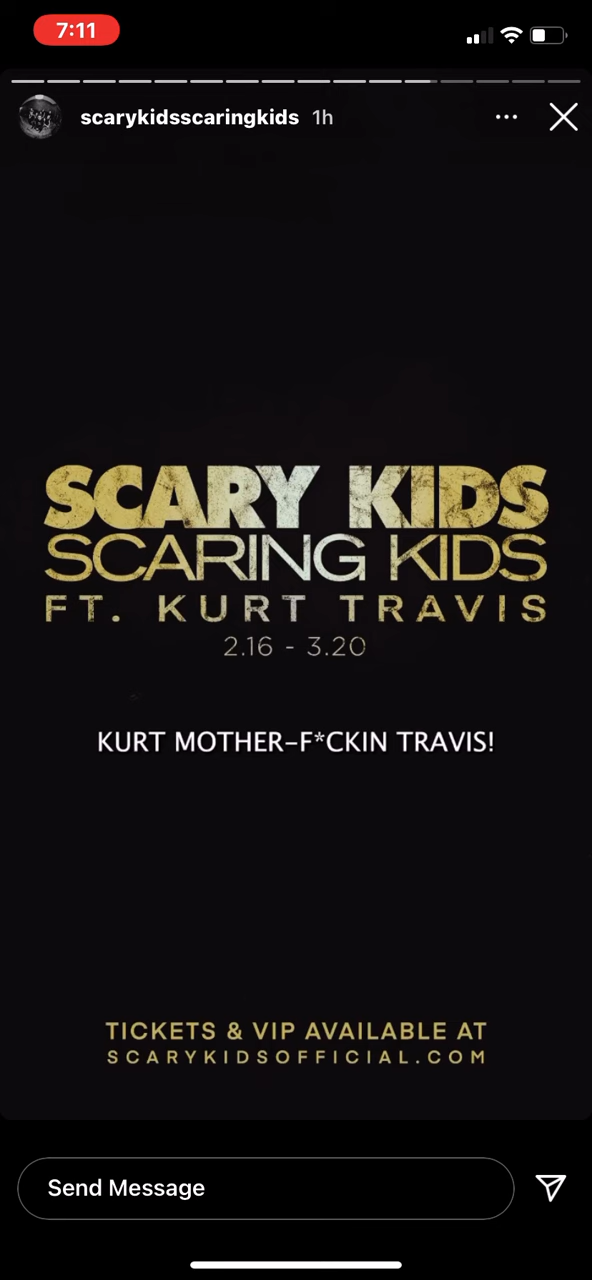 7:11
scarykidsscaringkids 1h
SCARY KIDS
SCARING KIDS
FT. KURT TRAVIS
2.16 - 3.20
KURT MOTHER-F*CKIN TRAVIS!
TICKETS & VIP AVAILABLE AT
SCARYKIDSOFFICIAL.COM
Send Message